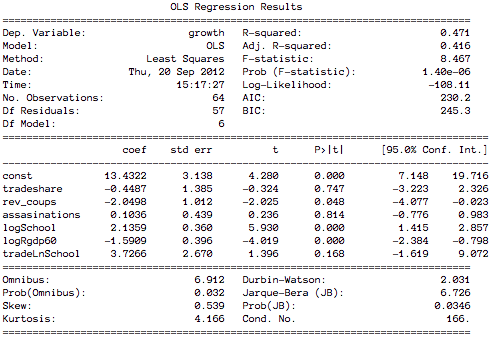 OLS Regression Results
==============================================================================
Dep. Variable: growth R-squared: 0.471
Model: OLS Adj. R-squared: 0.416
Method: Least Squares F-statistic: 8.467
Date: Thu, 20 Sep 2012 Prob (F-statistic): 1.40e-06
Time: 15:17:27 Log-Likelihood: -108.11
No. Observations: 64 AIC: 230.2
Df Residuals: 57 BIC: 245.3
Df Model: 6
==============================================================================
coef std err t P>|t| [95.0% Conf. Int.]
------------------------------------------------------------------------------
const 13.4322 3.138 4.280 0.000 7.148 19.716
tradeshare -0.4487 1.385 -0.324 0.747 -3.223 2.326
rev_coups -2.0498 1.012 -2.025 0.048 -4.077 -0.023
assasinations 0.1036 0.439 0.236 0.814 -0.776 0.983
logSchool 2.1359 0.360 5.930 0.000 1.415 2.857
logRgdp60 -1.5909 0.396 -4.019 0.000 -2.384 -0.798
tradeLnSchool 3.7266 2.670 1.396 0.168 -1.619 9.072
==============================================================================
Omnibus: 6.912 Durbin-Watson: 2.031
Prob(Omnibus): 0.032 Jarque-Bera (JB): 6.726
Skew: 0.539 Prob(JB): 0.0346
Kurtosis: 4.166 Cond. No. 166.
==============================================================================